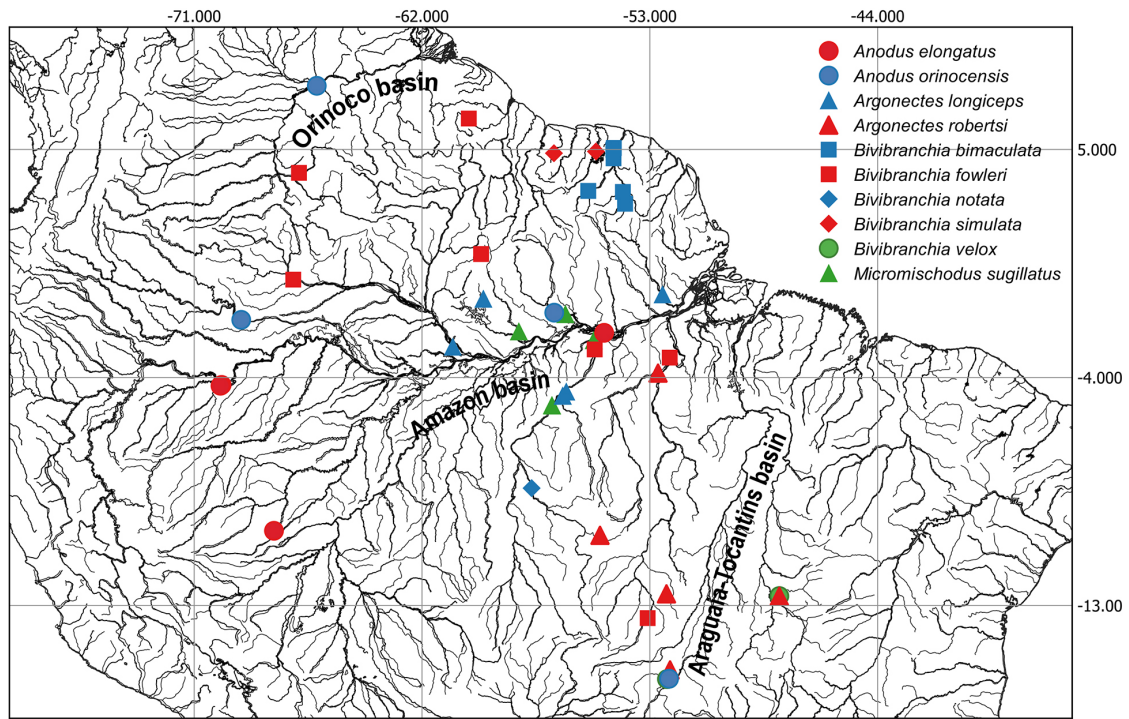 -71.000 -62.000 -53.000 -44.000
Anodus elongatus
Anodus orinocensis
Argonectes longiceps
Argonectes robertsi
Bivibranchia bimaculata
Bivibranchia fowleri
Bivibranchia notata
Bivibranchia simulata
Bivibranchia velox
Micromischodus sugillatus
Orinoco basin
5.000
Amazon basin
-4.000
Araguaia-Tocantins basin
-13.00